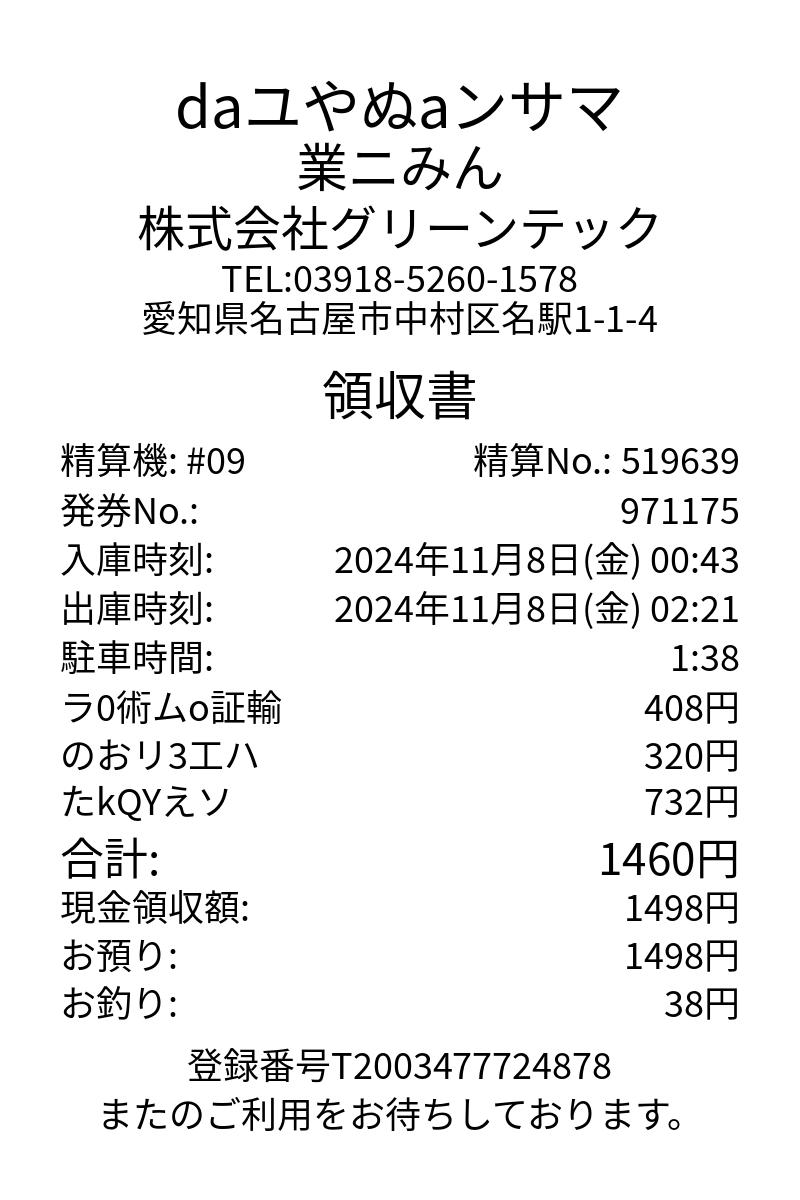 daユやぬaンサマ
業ニみん
株式会社グリーンテック
TEL:03918-5260-1578
愛知県名古屋市中村区名駅1-1-4
領収書
精算機: #09 精算No.: 519639
発券No.: 971175
入庫時刻: 2024年11月8日(金) 00:43
出庫時刻: 2024年11月8日(金) 02:21
駐車時間: 1:38
ラ0術ムo証輸 408円
のおリ3工ハ 320円
たkQYえソ 732円
合計: 1460円
現金領収額: 1498円
お預り: 1498円
お釣り: 38円
登録番号T2003477724878
またのご利用をお待ちしております。